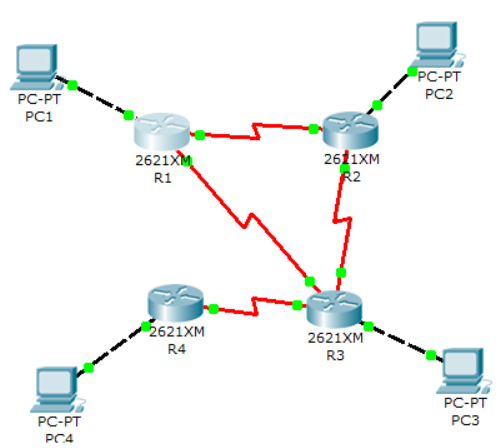 PC-PT
PC1
PC-PT
PC2
2621XM
R1
2621XM
R2
2621XM
R4
2621XM
R3
PC-PT
PC4
PC-PT
PC3